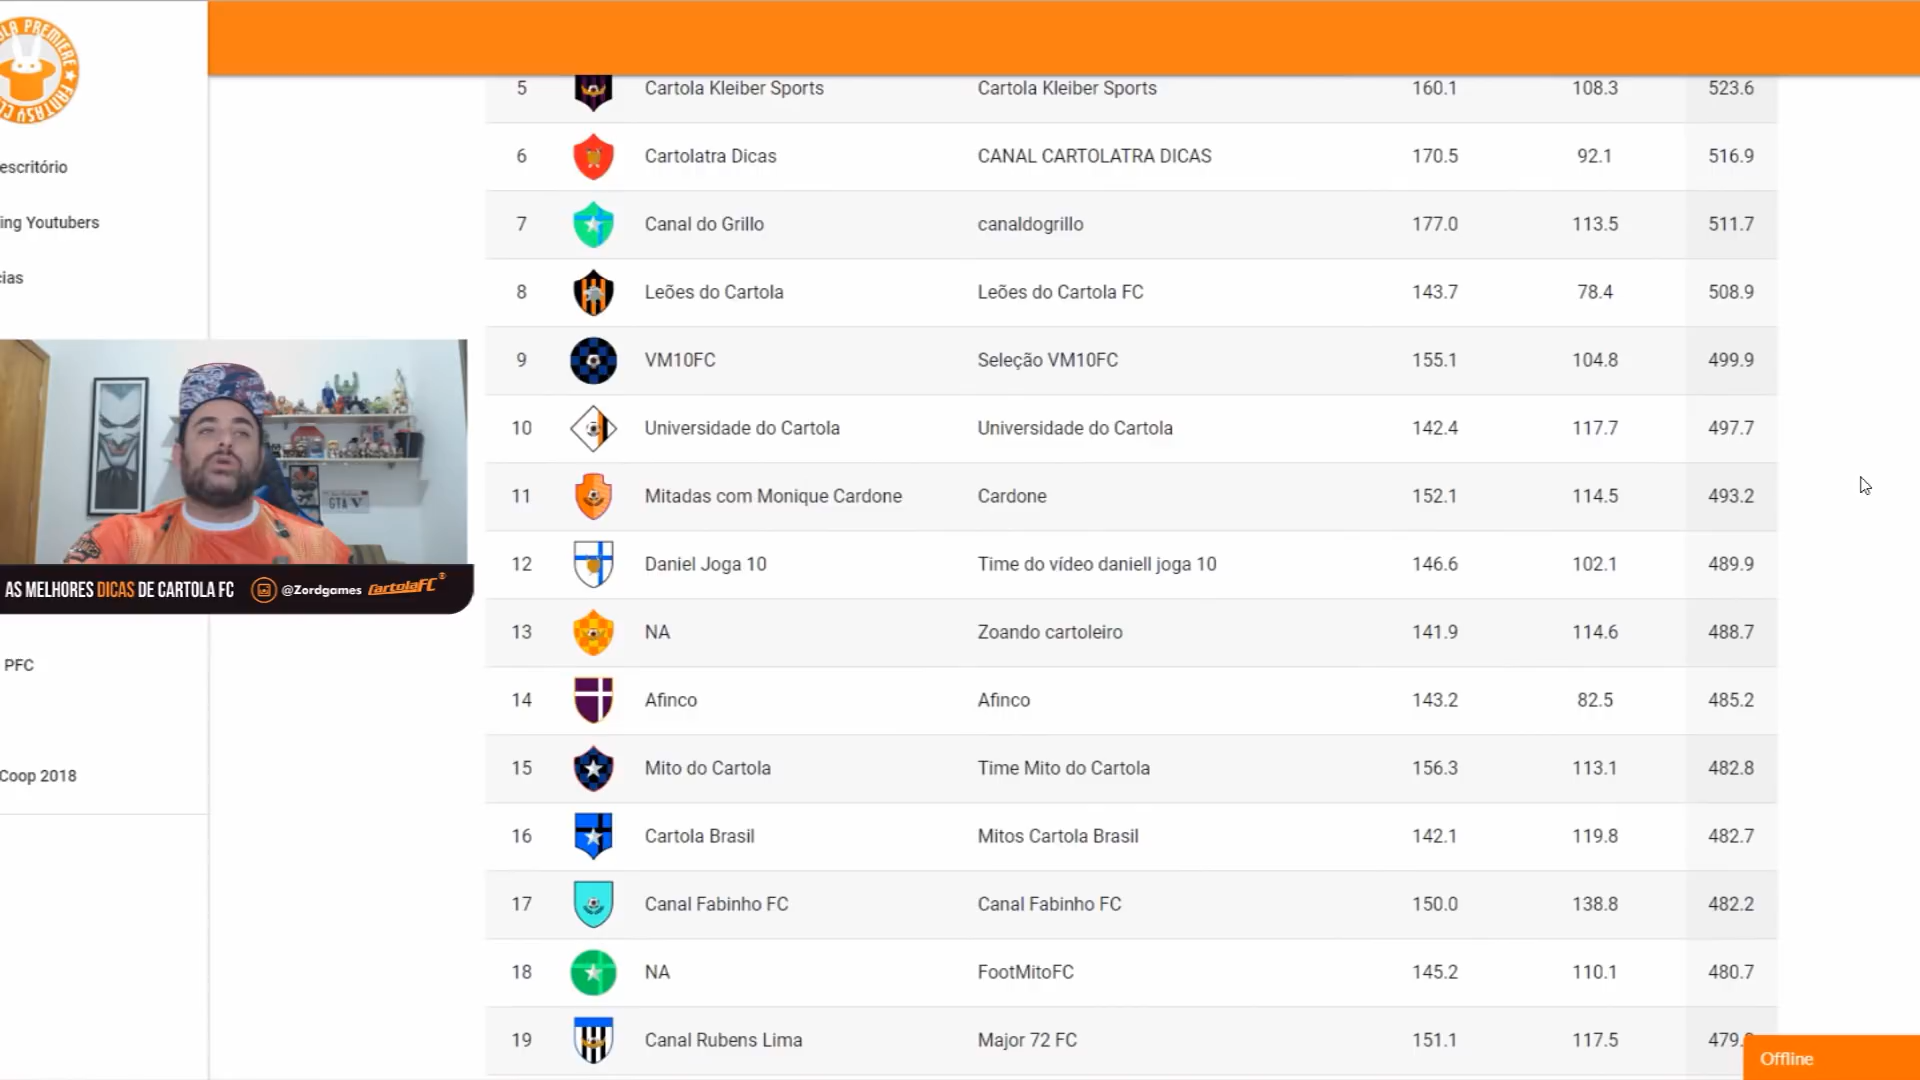 OLA PREMIERE
FANTASY CL
escritório
ing Youtubers
cias
PFC
Coop 2018
5 Cartola Kleiber Sports Cartola Kleiber Sports 160.1 108.3 523.6
6 Cartolatra Dicas CANAL CARTOLATRA DICAS 170.5 92.1 516.9
7 Canal do Grillo canaldogrillo 177.0 113.5 511.7
8 Leões do Cartola Leões do Cartola FC 143.7 78.4 508.9
9 VM10FC Seleção VM10FC 155.1 104.8 499.9
10 Universidade do Cartola Universidade do Cartola 142.4 117.7 497.7
11 Mitadas com Monique Cardone Cardone 152.1 114.5 493.2
12 Daniel Joga 10 Time do vídeo daniell joga 10 146.6 102.1 489.9
13 NA Zoando cartoleiro 141.9 114.6 488.7
14 Afinco Afinco 143.2 82.5 485.2
15 Mito do Cartola Time Mito do Cartola 156.3 113.1 482.8
16 Cartola Brasil Mitos Cartola Brasil 142.1 119.8 482.7
17 Canal Fabinho FC Canal Fabinho FC 150.0 138.8 482.2
18 NA FootMitoFC 145.2 110.1 480.7
19 Canal Rubens Lima Major 72 FC 151.1 117.5 479.
GTA V
AS MELHORES DICAS DE CARTOLA FC @Zordgames CartolaFC®
Offline